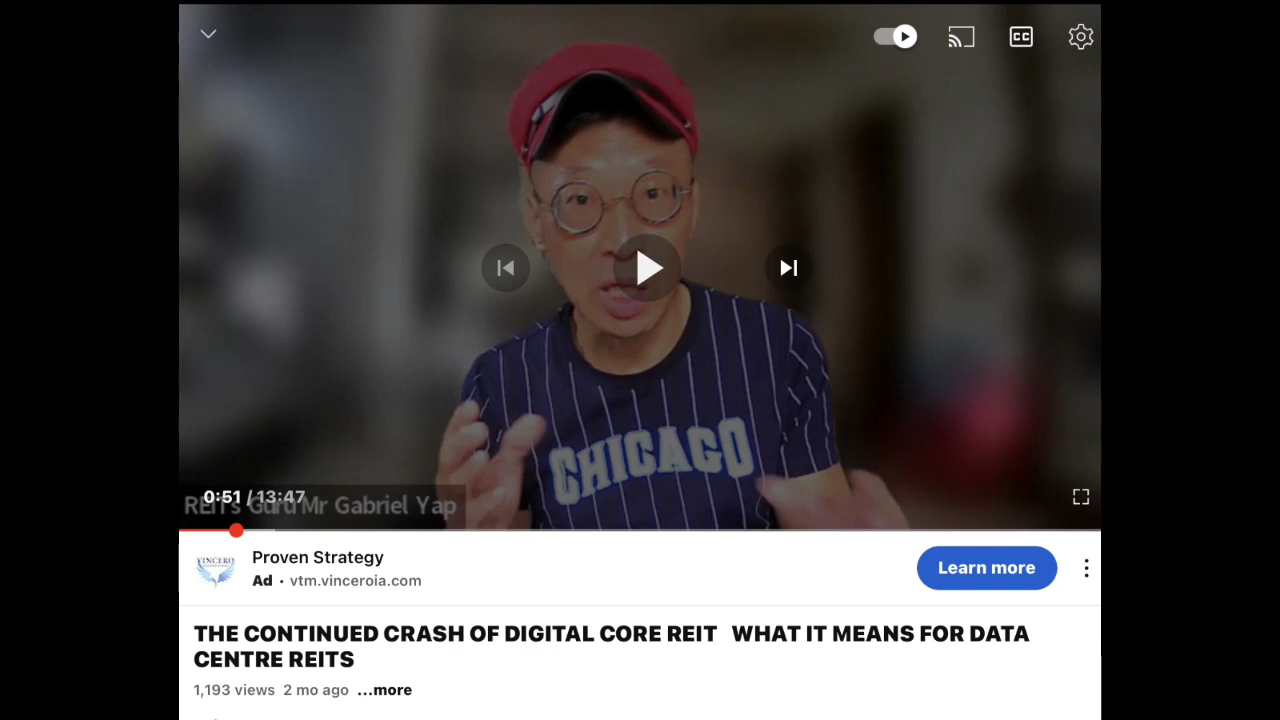 CC
CHICAGO
0:51 / 13:47
REITs Guru Mr Gabriel Yap
VINCERO
Proven Strategy
Ad · vtm.vinceroia.com
Learn more
THE CONTINUED CRASH OF DIGITAL CORE REIT WHAT IT MEANS FOR DATA
CENTRE REITS
1,193 views 2 mo ago ...more